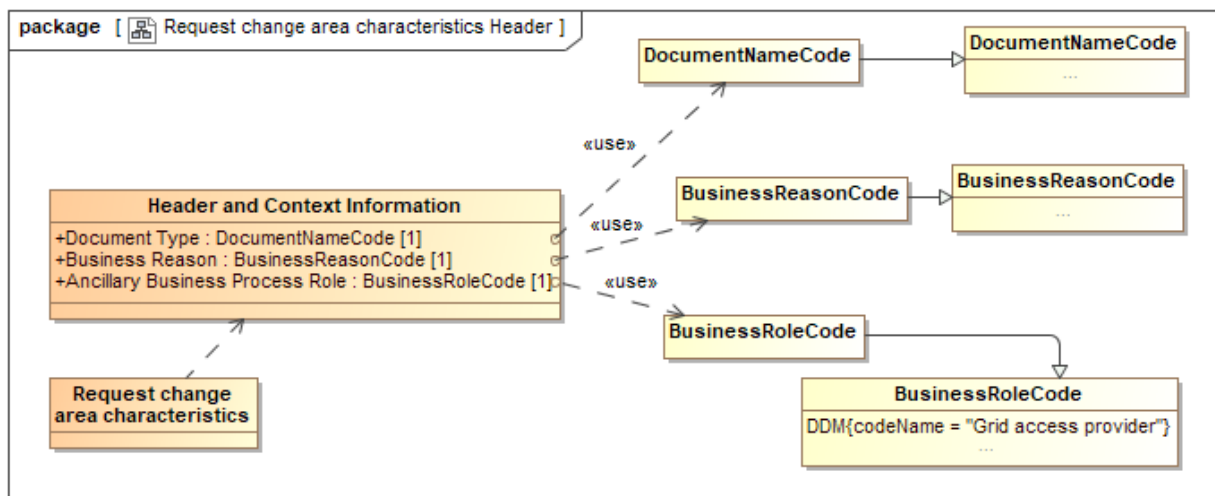 package [ Request change area characteristics Header ]
DocumentNameCode
DocumentNameCode
...
«use»
Header and Context Information
+Document Type : DocumentNameCode [1]
+Business Reason : BusinessReasonCode [1]
+Ancillary Business Process Role : BusinessRoleCode [1]
«use»
BusinessReasonCode
BusinessReasonCode
...
«use»
BusinessRoleCode
Request change
area characteristics
BusinessRoleCode
DDM{codeName = "Grid access provider"}
...